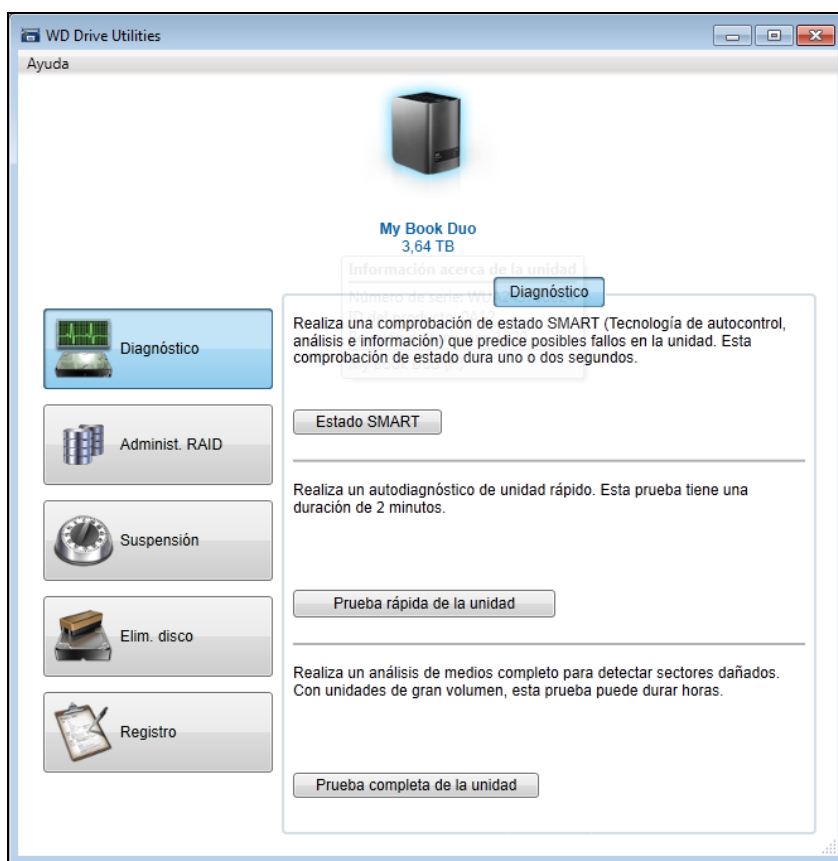 WD Drive Utilities
Ayuda
My Book Duo
3,64 TB
Información acerca de la unidad
Número de serie:
Diagnóstico
Diagnóstico
Administ. RAID
Suspensión
Elim. disco
Registro
Realiza una comprobación de estado SMART (Tecnología de autocontrol,
análisis e información) que predice posibles fallos en la unidad. Esta
comprobación de estado dura uno o dos segundos.
Estado SMART
Realiza un autodiagnóstico de unidad rápido. Esta prueba tiene una
duración de 2 minutos.
Prueba rápida de la unidad
Realiza un análisis de medios completo para detectar sectores dañados.
Con unidades de gran volumen, esta prueba puede durar horas.
Prueba completa de la unidad